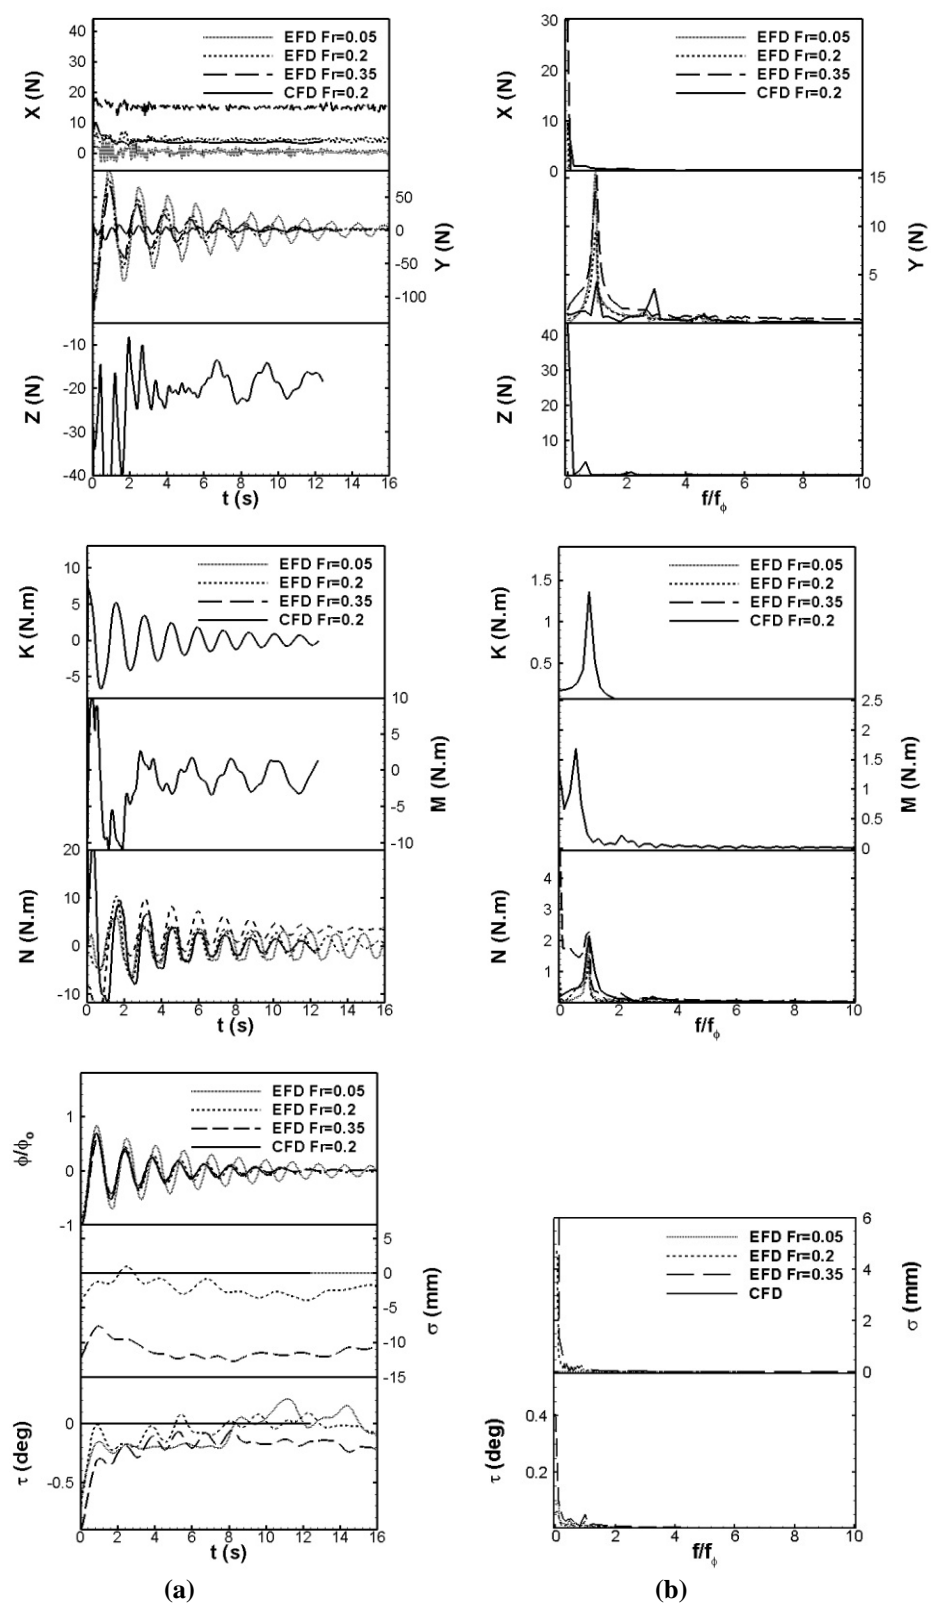 40
30
20
10
0
X (N)
EFD Fr=0.05
EFD Fr=0.2
EFD Fr=0.35
CFD Fr=0.2
50
0
-50
-100
Y (N)
-10
-20
-30
-40
Z (N)
0 2 4 6 8 10 12 14 16
t (s)
30
20
10
0
X (N)
EFD Fr=0.05
EFD Fr=0.2
EFD Fr=0.35
CFD Fr=0.2
15
10
5
Y (N)
40
30
20
10
Z (N)
0 2 4 6 8 10
f/fϕ
10
5
0
-5
K (N.m)
EFD Fr=0.05
EFD Fr=0.2
EFD Fr=0.35
CFD Fr=0.2
10
5
0
-5
-10
M (N.m)
20
10
0
-10
N (N.m)
0 2 4 6 8 10 12 14 16
t (s)
1.5
1
0.5
K (N.m)
EFD Fr=0.05
EFD Fr=0.2
EFD Fr=0.35
CFD Fr=0.2
2.5
2
1.5
1
0.5
0
M (N.m)
4
3
2
1
N (N.m)
0 2 4 6 8 10
f/fϕ
1
0
-1
ϕ/ϕo
EFD Fr=0.05
EFD Fr=0.2
EFD Fr=0.35
CFD Fr=0.2
5
0
-5
-10
-15
σ (mm)
0
-0.5
τ (deg)
0 2 4 6 8 10 12 14 16
t (s)
EFD Fr=0.05
EFD Fr=0.2
EFD Fr=0.35
CFD
6
5
4
3
2
1
0
σ (mm)
0.4
0.2
τ (deg)
0 2 4 6 8 10
f/fϕ
(a)
(b)